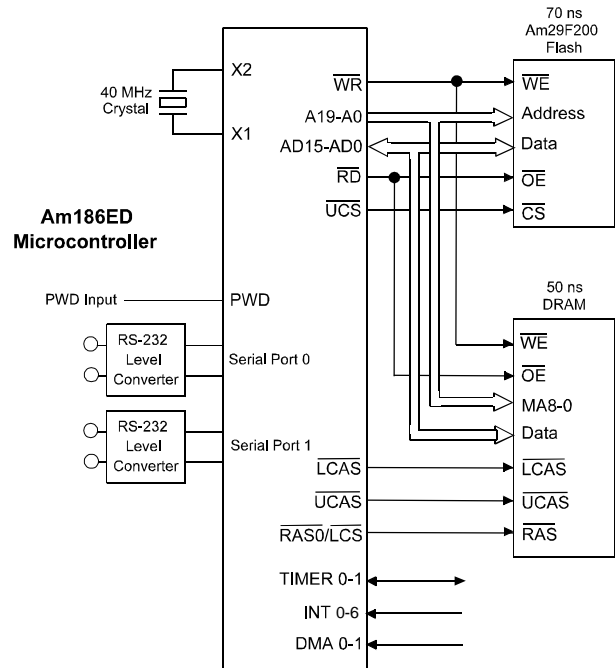 70 ns
Am29F200
Flash
X2
40 MHz
Crystal
X1
Am186ED
Microcontroller
WR
A19-A0
AD15-AD0
RD
UCS
WE
Address
Data
OE
CS
PWD Input
PWD
RS-232
Level
Converter
Serial Port 0
RS-232
Level
Converter
Serial Port 1
50 ns
DRAM
WE
OE
MA8-0
Data
LCAS
LCAS
UCAS
UCAS
RAS0/LCS
RAS
TIMER 0-1
INT 0-6
DMA 0-1